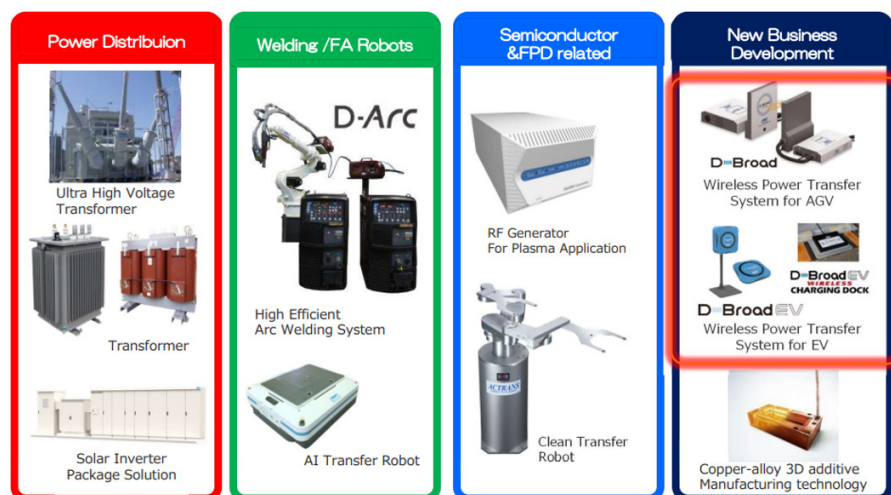 Power Distribuion
Ultra High Voltage
Transformer
Transformer
Solar Inverter
Package Solution
Welding /FA Robots
D-Arc
High Efficient
Arc Welding System
AI Transfer Robot
Semiconductor
&FPD related
RF Generator
For Plasma Application
ACTRANS
Clean Transfer
Robot
New Business
Development
D-Broad
Wireless Power Transfer
System for AGV
D-Broad EV
WIRELESS
CHARGING DOCK
D-Broad EV
Wireless Power Transfer
System for EV
Copper-alloy 3D additive
Manufacturing technology